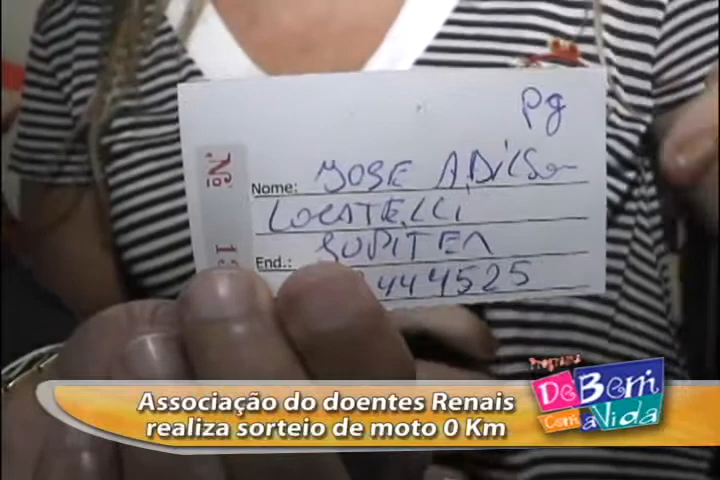 pg
Nº
Nome: JOSE ADILSON
LOCATELLI
End.: JUPITER
444525
Programa
De Bem
Com a Vida
Associação do doentes Renais
realiza sorteio de moto 0 Km